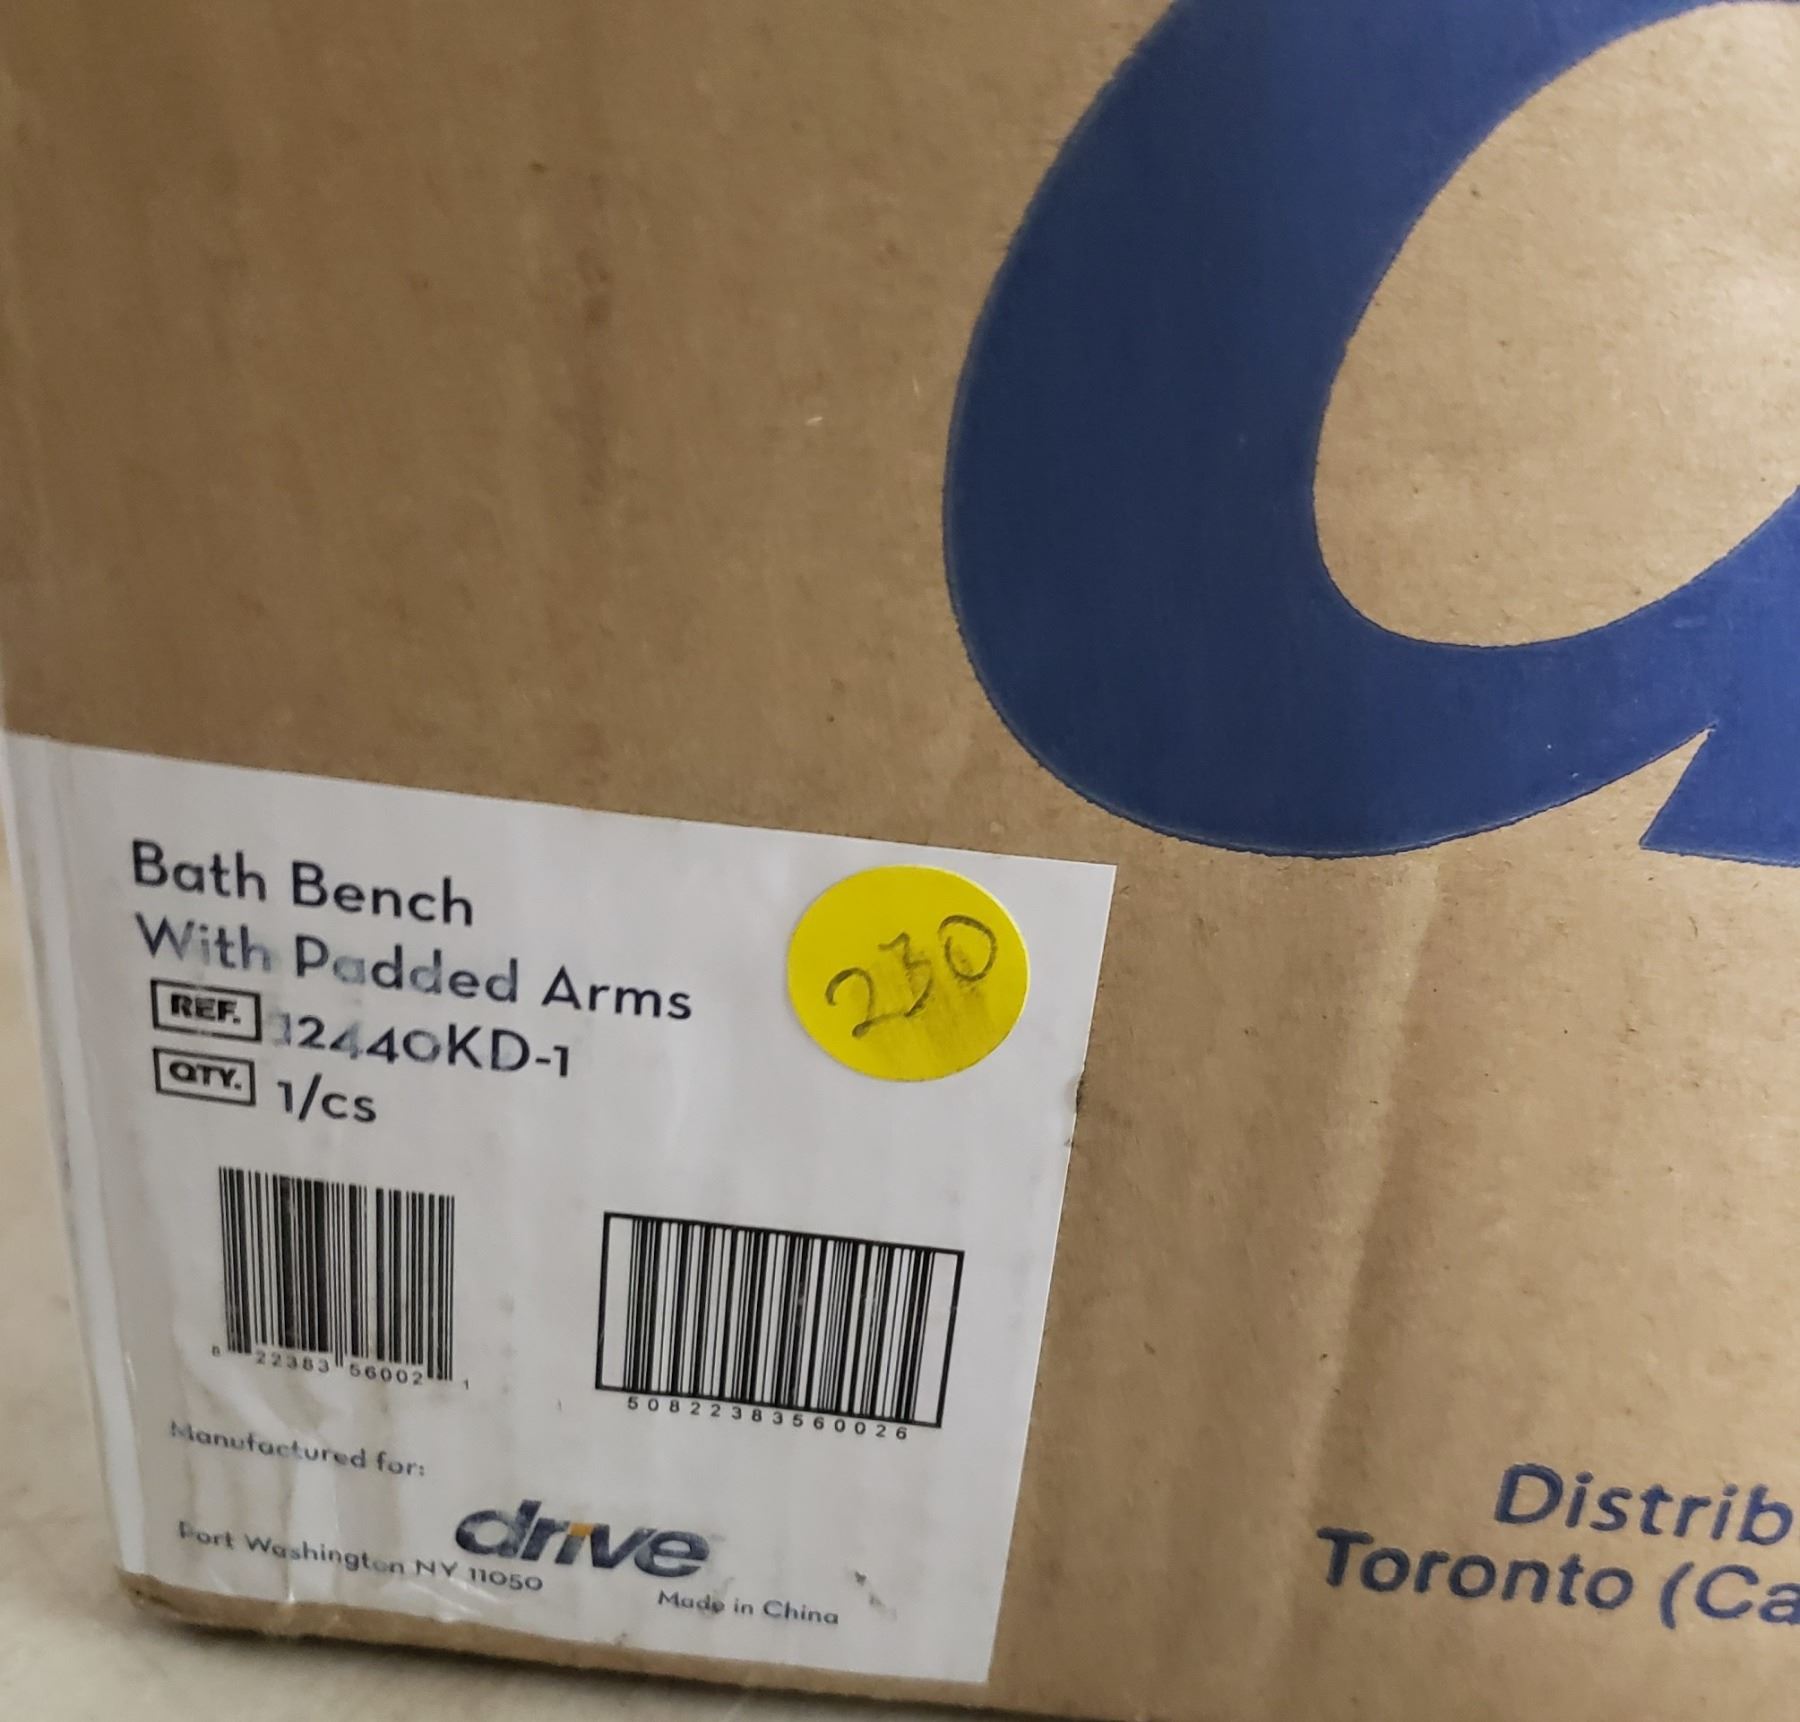 Bath Bench
With Padded Arms
230
REF. 12440KD-1
QTY. 1/cs
8 22383 56002 1
50822383560026
Manufactured for:
drive
Port Washington NY 11050
Made in China
Distrib
Toronto (Ca